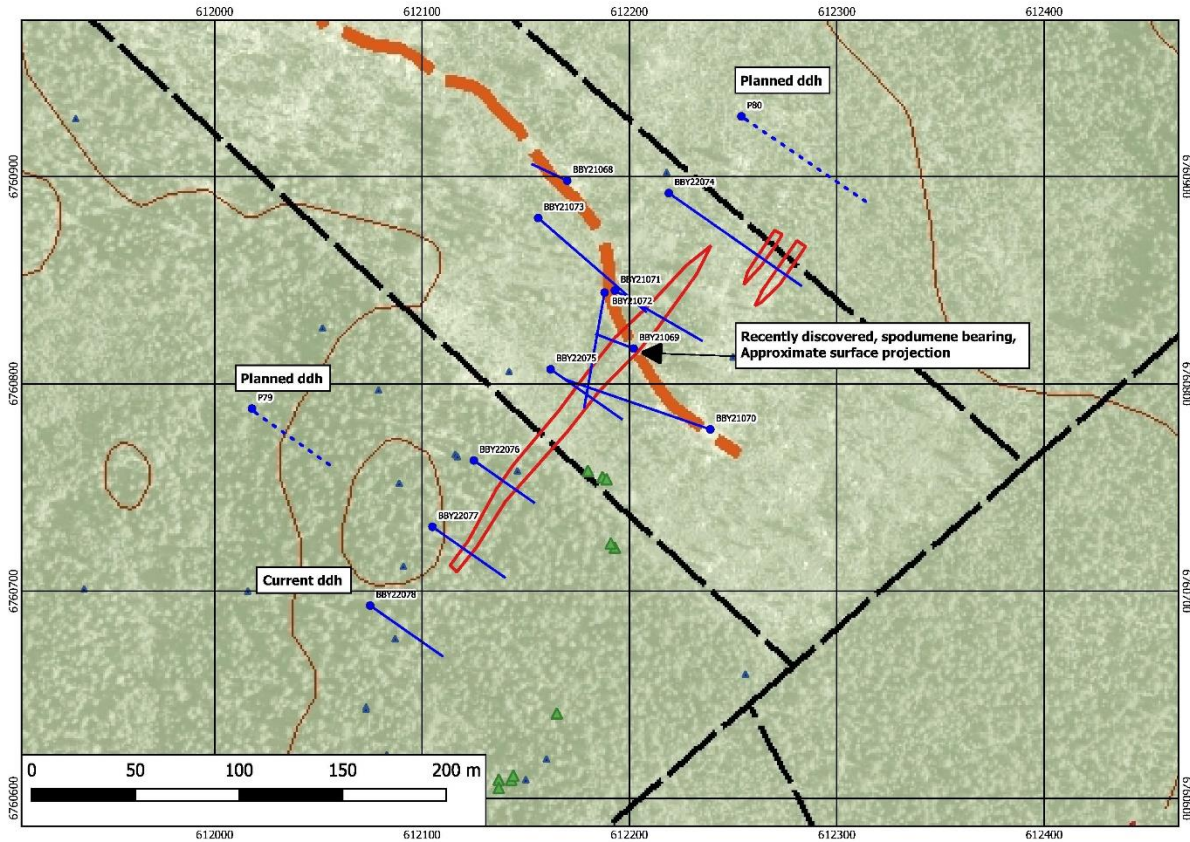 612000 612100 612200 612300 612400
Planned ddh
P80
6760900
6760900
BBY21068
BBY22074
BBY21073
BBY21071
BBY21072
BBY21069
Recently discovered, spodumene bearing,
Approximate surface projection
BBY22075
6760800
6760800
Planned ddh
P79
BBY21070
BBY22076
BBY22077
6760700
6760700
Current ddh
BBY22078
0 50 100 150 200 m
6760600
6760600
612000 612100 612200 612300 612400